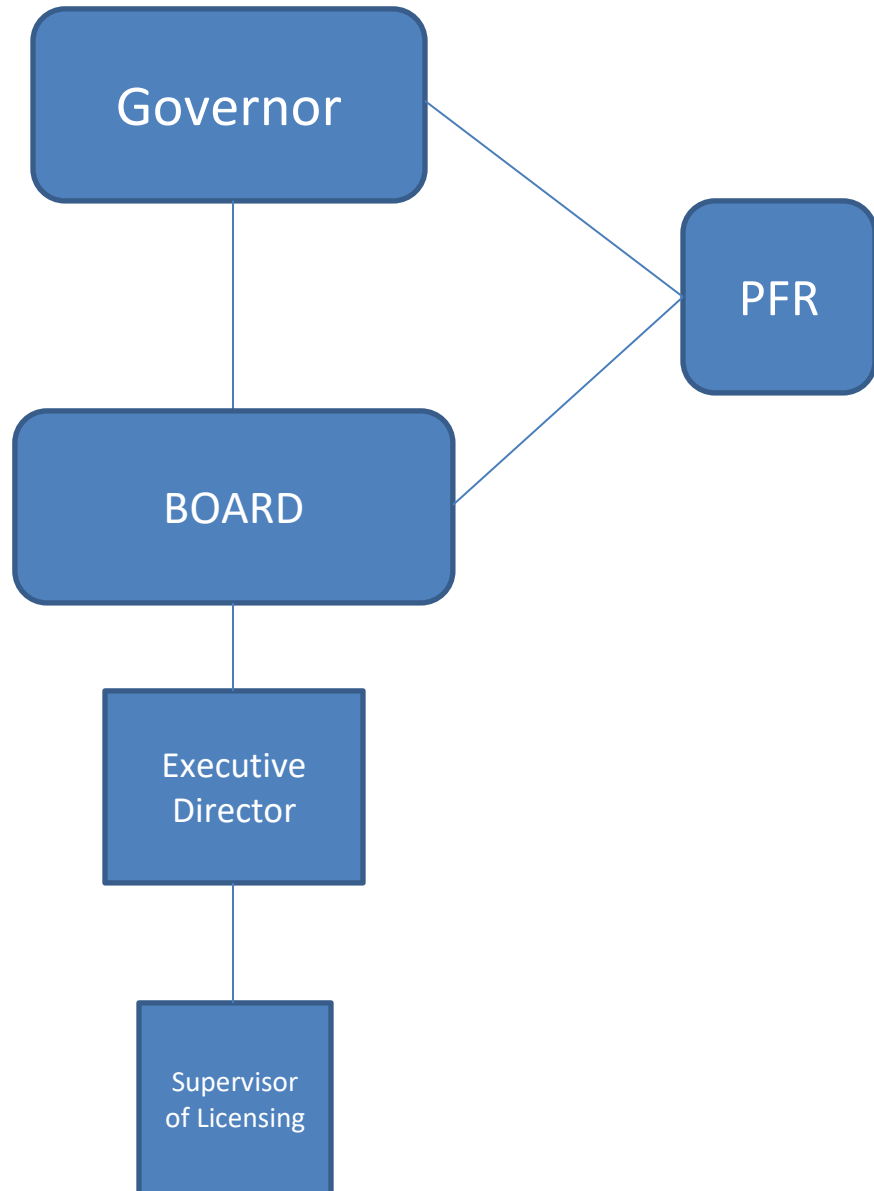 Governor
PFR
BOARD
Executive
Director
Supervisor
of Licensing